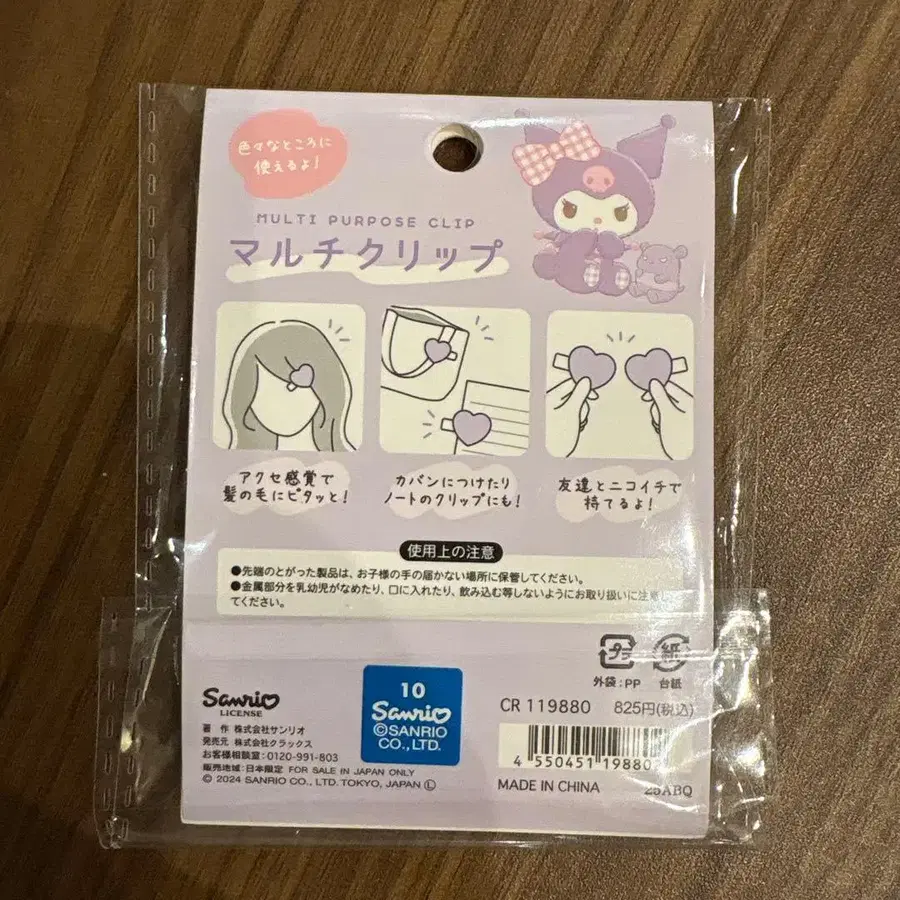 色々なところに
使えるよ!
MULTI PURPOSE CLIP
マルチクリップ
アクセ感覚で
髪の毛にピタッと!
カバンにつけたり
ノートのクリップにも!
友達とニコイチで
持てるよ!
使用上の注意
●先端のとがった製品は、お子様の手の届かない場所に保管してください。
●金属部分を乳幼児がなめたり、口に入れたり、飲み込む等しないようにお取り扱いに注意し
てください。
プラ
紙
外袋:PP 台紙
Sanrio
LICENSE
著 作 株式会社サンリオ
発売元 株式会社クラックス
お客様相談室:0120-991-803
販売地域:日本限定 FOR SALE IN JAPAN ONLY
© 2024 SANRIO CO., LTD. TOKYO, JAPAN Ⓛ
10
Sanrio
©SANRIO
CO., LTD.
CR 119880 825円(税込)
4 550451 19880
MADE IN CHINA 25ABQ